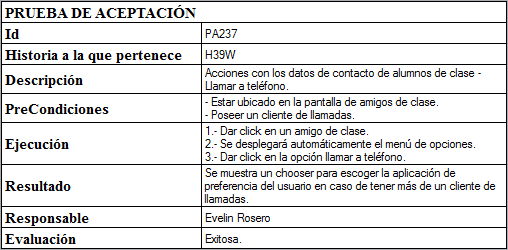 PRUEBA DE ACEPTACIÓN
Id PA237
Historia a la que pertenece H39W
Descripción Acciones con los datos de contacto de alumnos de clase -
Llamar a teléfono.
PreCondiciones - Estar ubicado en la pantalla de amigos de clase.
- Poseer un cliente de llamadas.
Ejecución 1.- Dar click en un amigo de clase.
2.- Se desplegará automáticamente el menú de opciones.
3.- Dar click en la opción llamar a teléfono.
Resultado Se muestra un chooser para escoger la aplicación de
preferencia del usuario en caso de tener más de un cliente de
llamadas.
Responsable Evelin Rosero
Evaluación Exitosa.